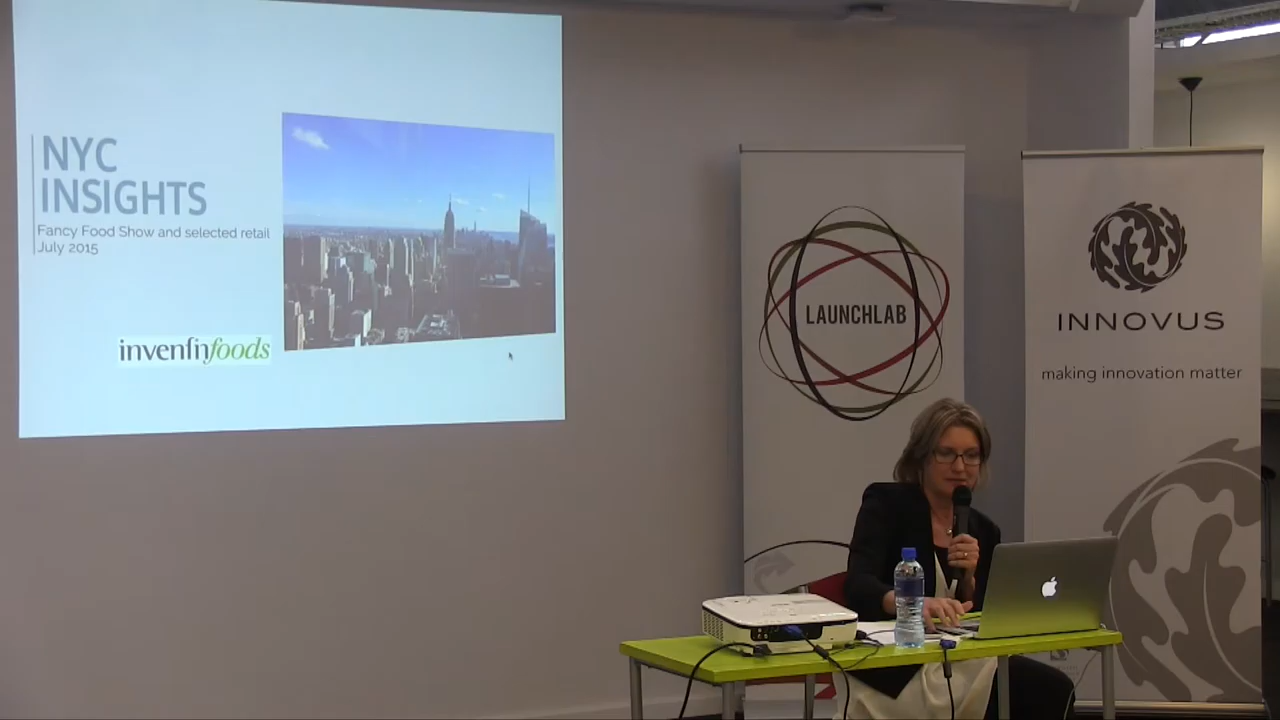 NYC
INSIGHTS
Fancy Food Show and selected retail
July 2015
invenfinfoods
LAUNCHLAB
INNOVUS
making innovation matter